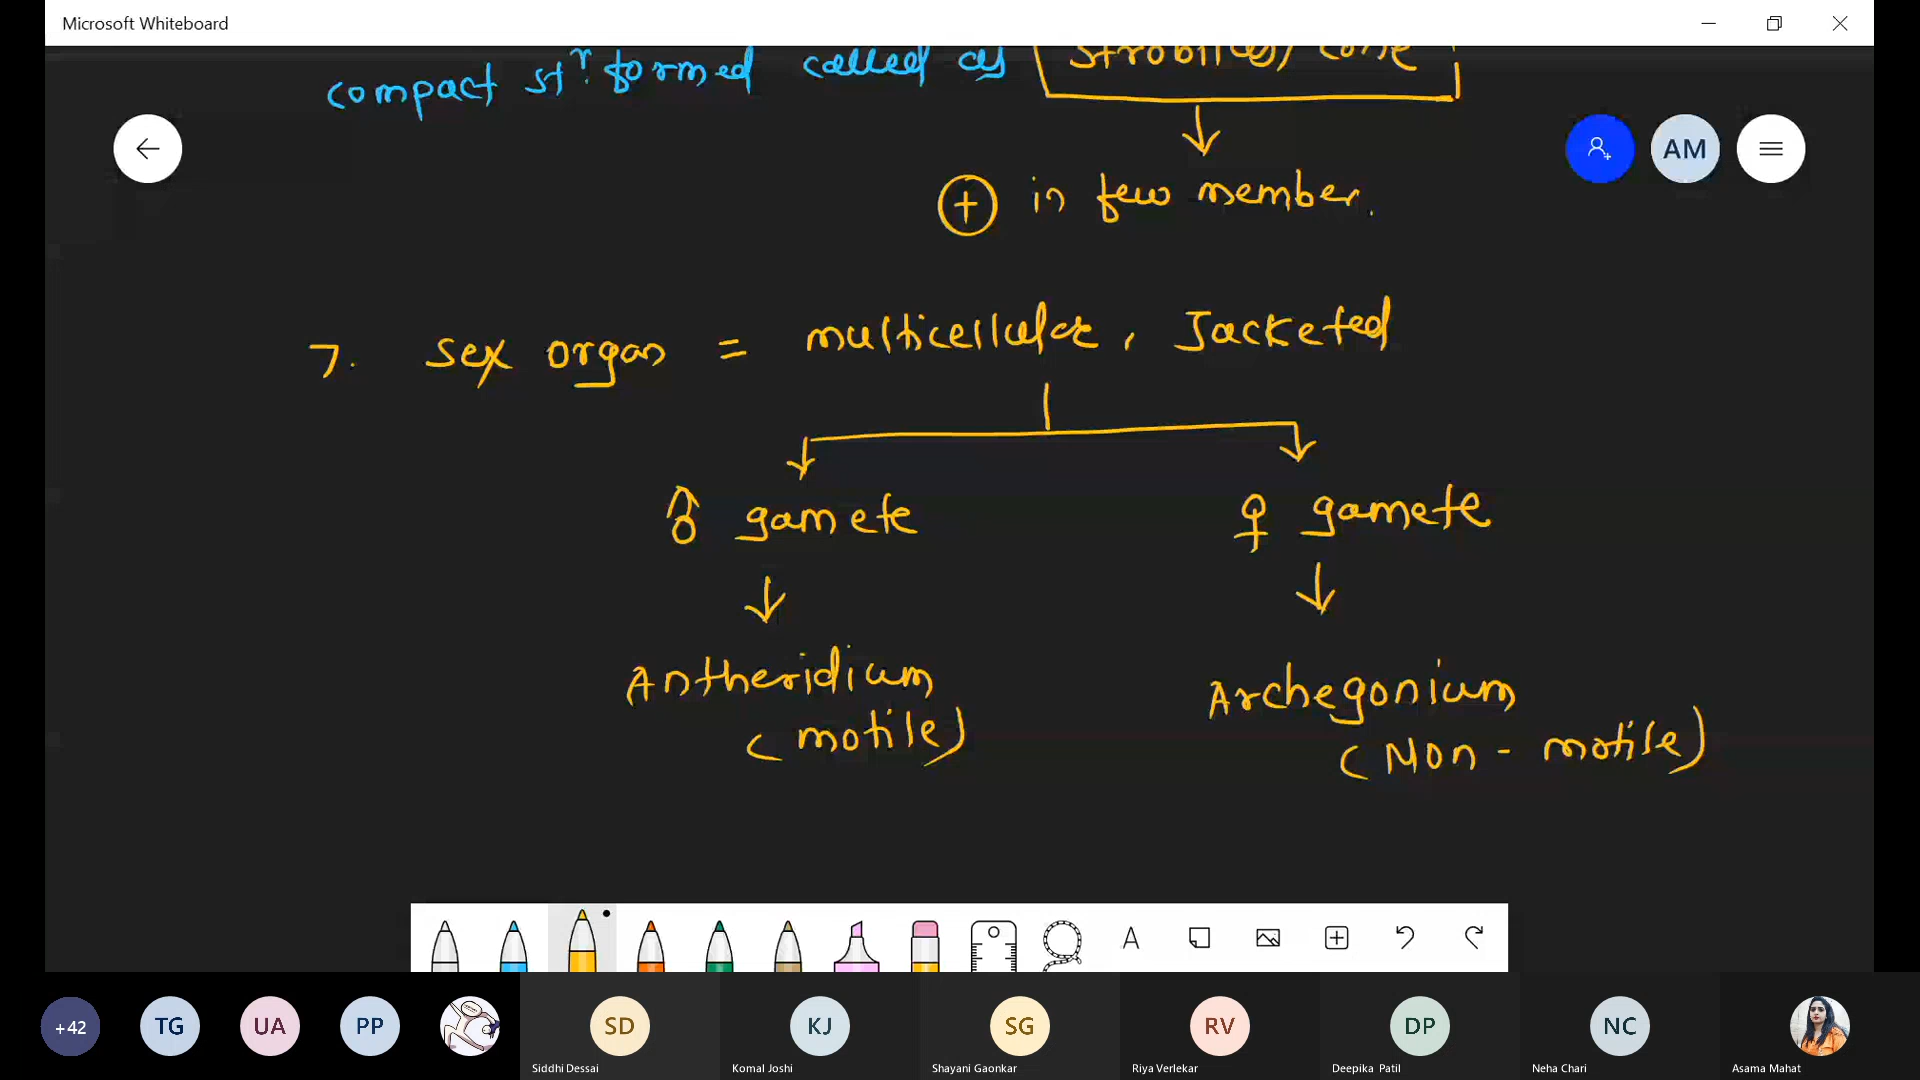 Microsoft Whiteboard
compact str. formed called as strobilus/cone
AM
+ in few member.
7. sex organ = multicellular, Jacketed
♂ gamete ♀ gamete
Antheridium Archegonium
(motile) (Non - motile)
A
+42 TG UA PP SD KJ SG RV DP NC
Siddhi Dessai Komal Joshi Shayani Gaonkar Riya Verlekar Deepika Patil Neha Chari Asama Mahat